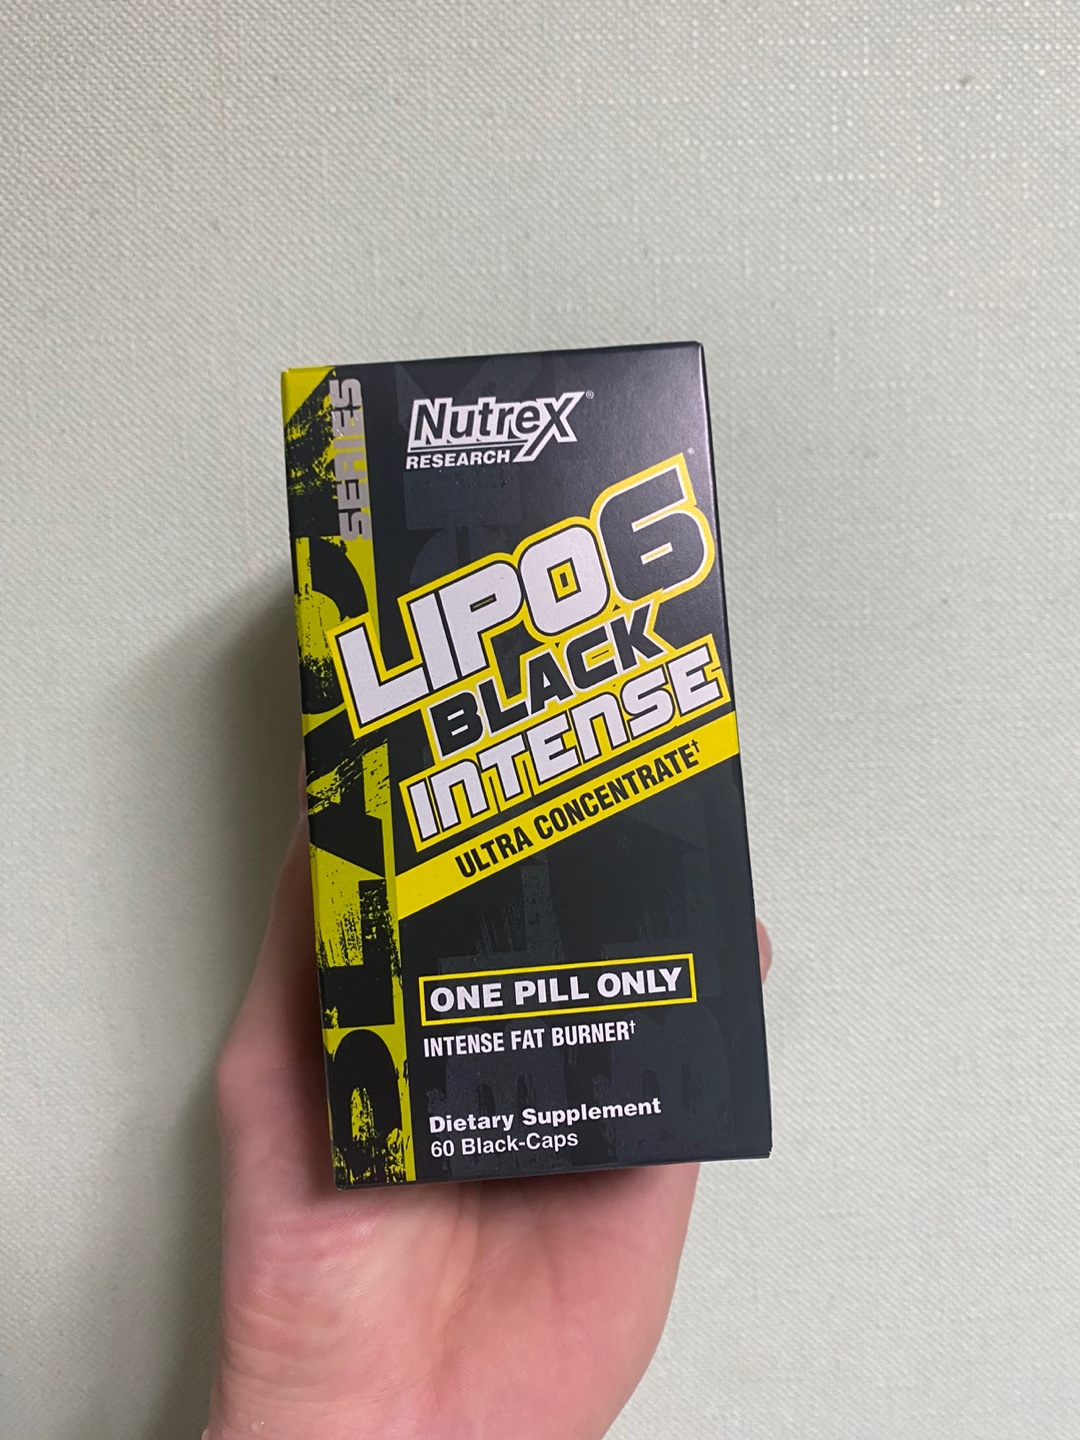 SERIES
BLACK
Nutrex®
RESEARCH
LIPO6®
BLACK
INTENSE
ULTRA CONCENTRATE†
ONE PILL ONLY
INTENSE FAT BURNER†
Dietary Supplement
60 Black-Caps